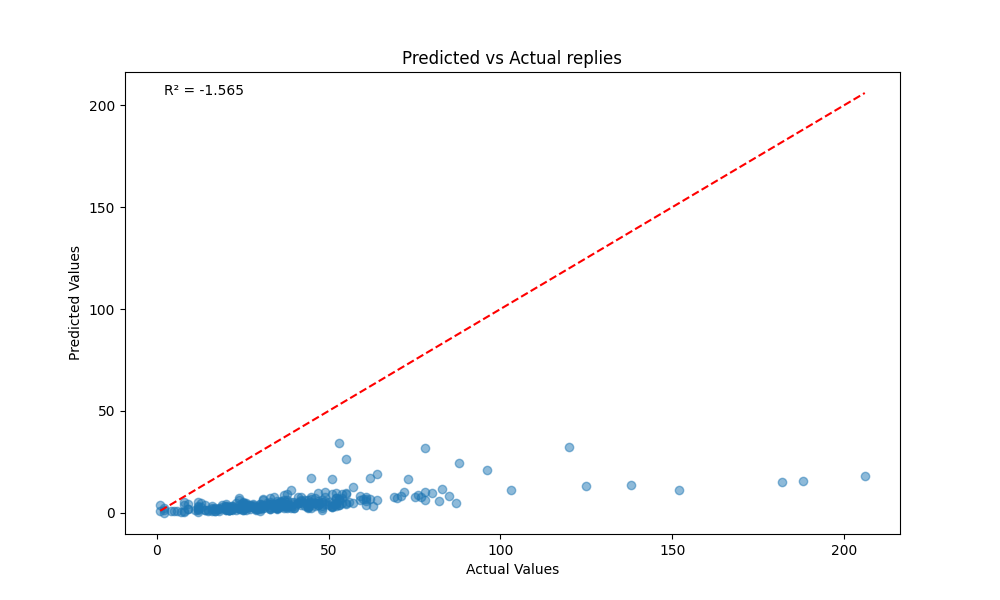 Predicted vs Actual replies
R² = -1.565
200
150
100
50
0
Predicted Values
0 50 100 150 200
Actual Values